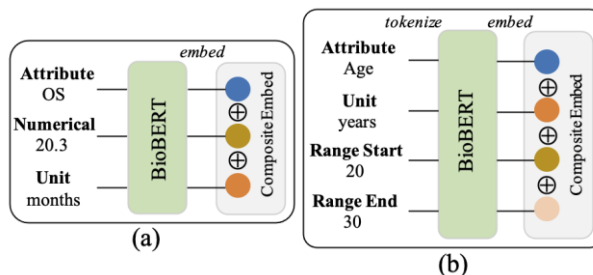 embed
Attribute
OS
Numerical
20.3
Unit
months
BioBERT
Composite Embed
(a)
tokenize embed
Attribute
Age
Unit
years
Range Start
20
Range End
30
BioBERT
Composite Embed
(b)